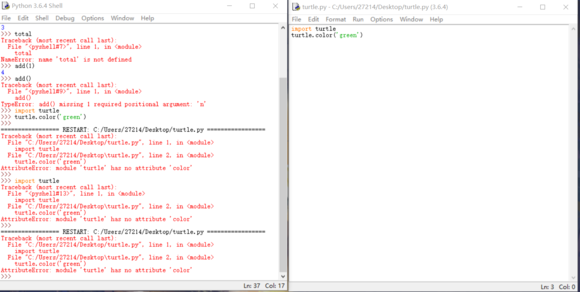 Python 3.6.4 Shell
File Edit Shell Debug Options Window Help
3
>>> total
Traceback (most recent call last):
  File "<pyshell#7>", line 1, in <module>
    total
NameError: name 'total' is not defined
>>> add(1)
4
>>> add()
Traceback (most recent call last):
  File "<pyshell#9>", line 1, in <module>
    add()
TypeError: add() missing 1 required positional argument: 'n'
>>> import turtle
>>> turtle.color('green')
>>>
================== RESTART: C:/Users/27214/Desktop/turtle.py ==================
Traceback (most recent call last):
  File "C:/Users/27214/Desktop/turtle.py", line 1, in <module>
    import turtle
  File "C:/Users/27214/Desktop\turtle.py", line 2, in <module>
    turtle.color('green')
AttributeError: module 'turtle' has no attribute 'color'
>>> import turtle
Traceback (most recent call last):
  File "<pyshell#13>", line 1, in <module>
    import turtle
  File "C:/Users/27214/Desktop\turtle.py", line 2, in <module>
    turtle.color('green')
AttributeError: module 'turtle' has no attribute 'color'
>>>
================== RESTART: C:/Users/27214/Desktop/turtle.py ==================
Traceback (most recent call last):
  File "C:/Users/27214/Desktop/turtle.py", line 1, in <module>
    import turtle
  File "C:/Users/27214/Desktop\turtle.py", line 2, in <module>
    turtle.color('green')
AttributeError: module 'turtle' has no attribute 'color'
>>>
Ln: 37 Col: 17
turtle.py - C:/Users/27214/Desktop/turtle.py (3.6.4)
File Edit Format Run Options Window Help
import turtle
turtle.color('green')
Ln: 3 Col: 0